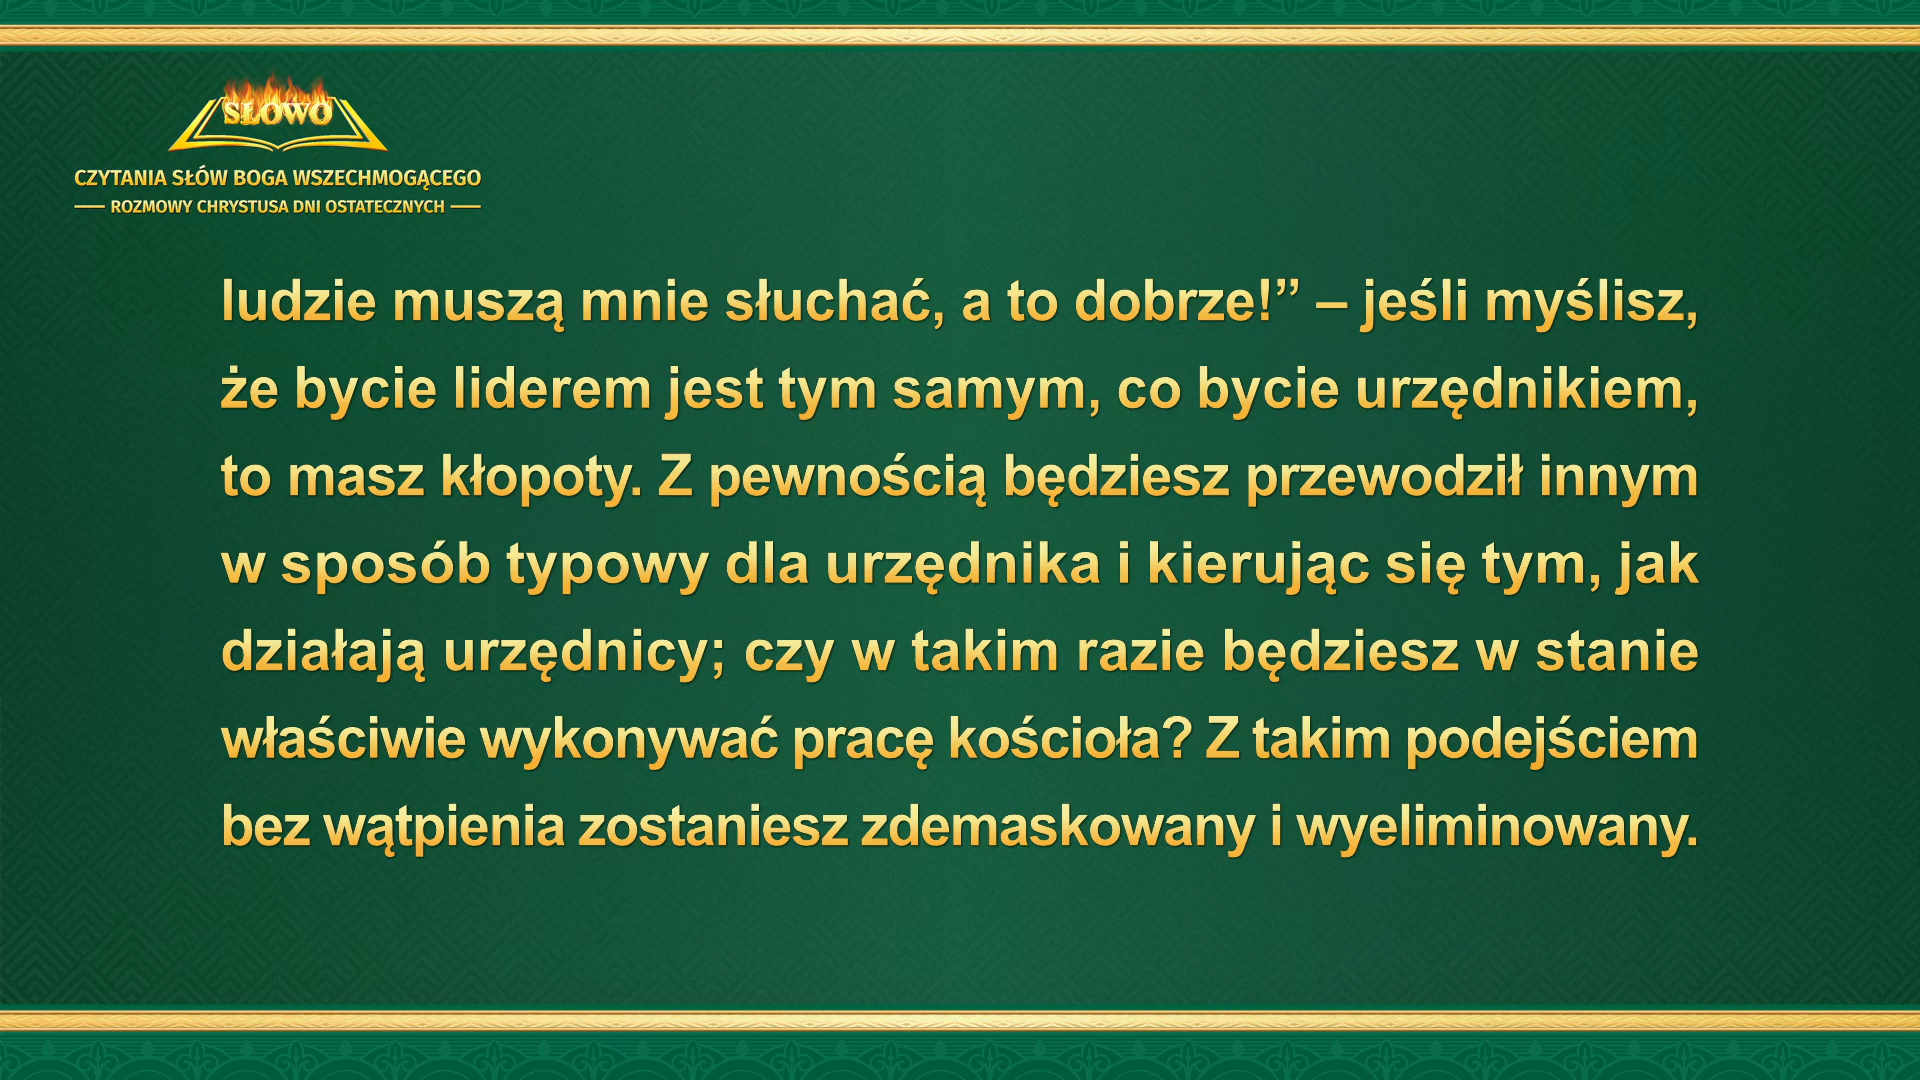 SŁOWO
CZYTANIA SŁÓW BOGA WSZECHMOGĄCEGO
ROZMOWY CHRYSTUSA DNI OSTATECZNYCH
ludzie muszą mnie słuchać, a to dobrze!” – jeśli myślisz,
że bycie liderem jest tym samym, co bycie urzędnikiem,
to masz kłopoty. Z pewnością będziesz przewodził innym
w sposób typowy dla urzędnika i kierując się tym, jak
działają urzędnicy; czy w takim razie będziesz w stanie
właściwie wykonywać pracę kościoła? Z takim podejściem
bez wątpienia zostaniesz zdemaskowany i wyeliminowany.